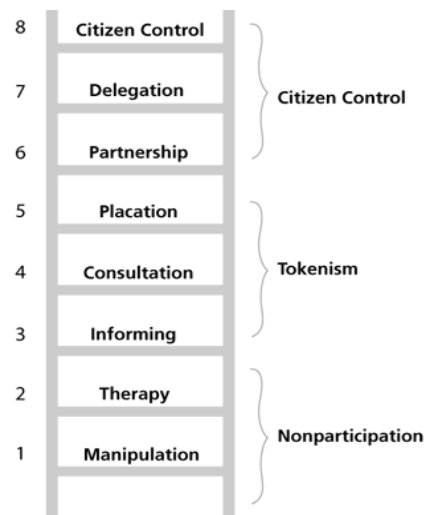 8 Citizen Control
7 Delegation
Citizen Control
6 Partnership
5 Placation
4 Consultation
Tokenism
3 Informing
2 Therapy
Nonparticipation
1 Manipulation